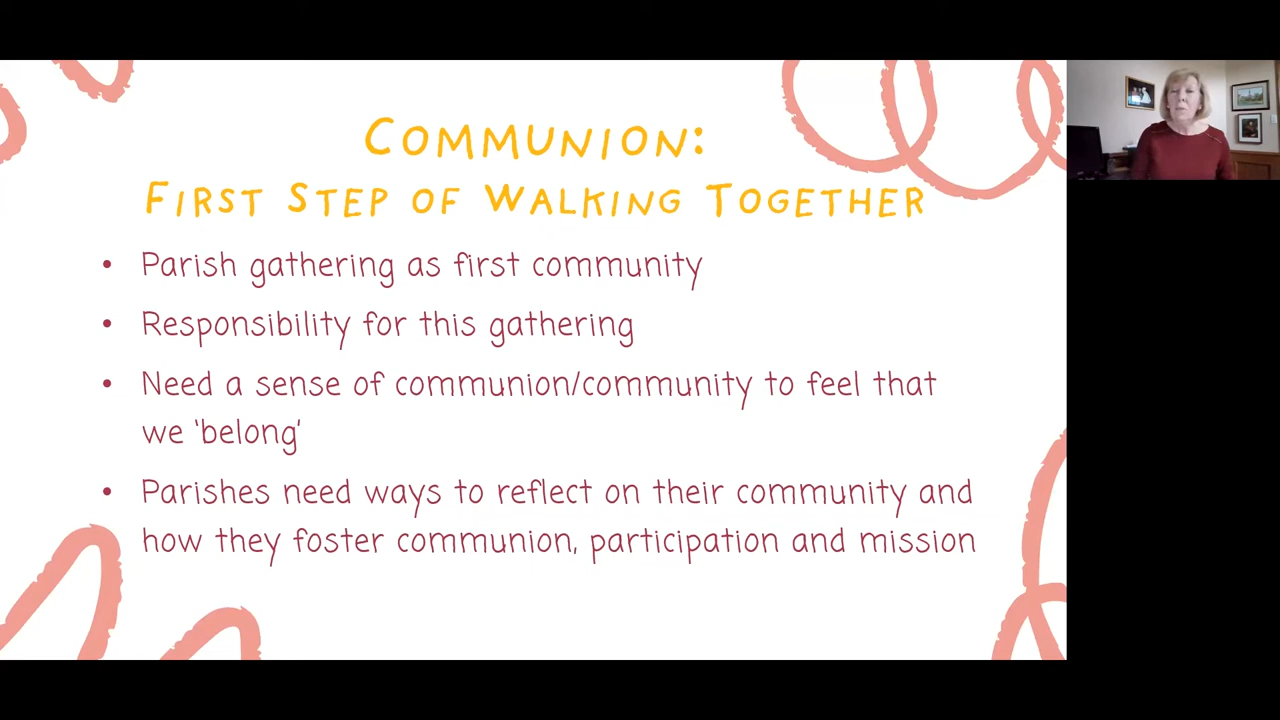 COMMUNION:
FIRST STEP OF WALKING TOGETHER
• Parish gathering as first community
• Responsibility for this gathering
• Need a sense of communion/community to feel that
we ‘belong’
• Parishes need ways to reflect on their community and
how they foster communion, participation and mission